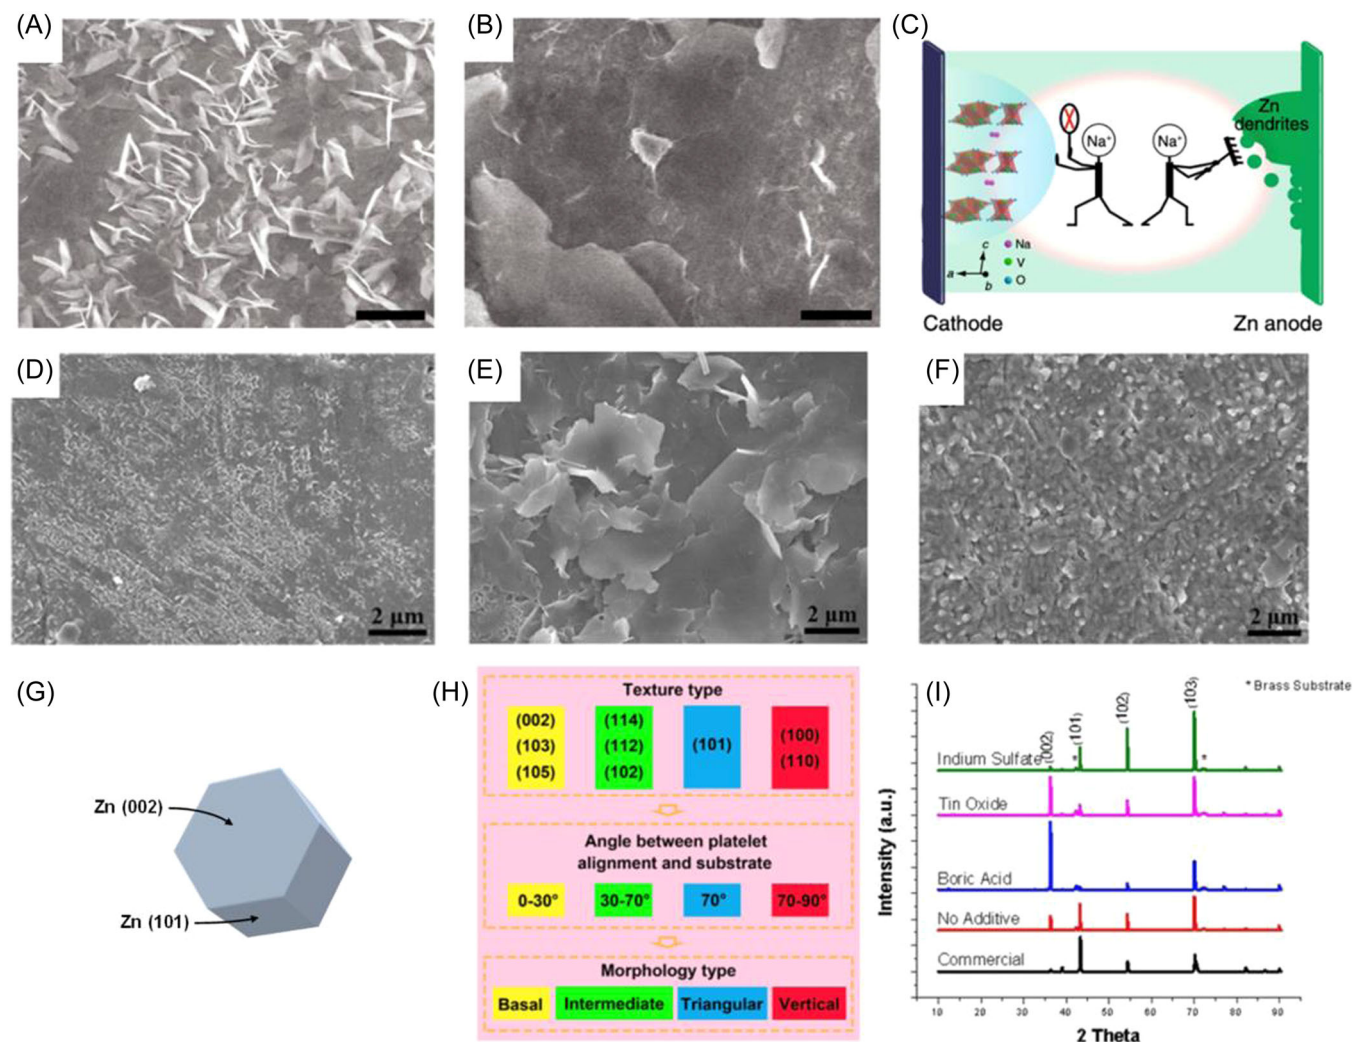 (A)
(B)
(C)
Na⁺
Na⁺
Zn
dendrites
c
a
b
Na
V
O
Cathode
Zn anode
(D)
2 μm
(E)
2 μm
(F)
2 μm
(G)
Zn (002)
Zn (101)
(H)
Texture type
(002)
(103)
(105)
(114)
(112)
(102)
(101)
(100)
(110)
Angle between platelet
alignment and substrate
0-30°
30-70°
70°
70-90°
Morphology type
Basal
Intermediate
Triangular
Vertical
(I)
* Brass Substrate
(002)
*
(101)
(102)
(103)
*
Indium Sulfate
Tin Oxide
Boric Acid
No Additive
Commercial
Intensity (a.u.)
10 20 30 40 50 60 70 80 90
2 Theta